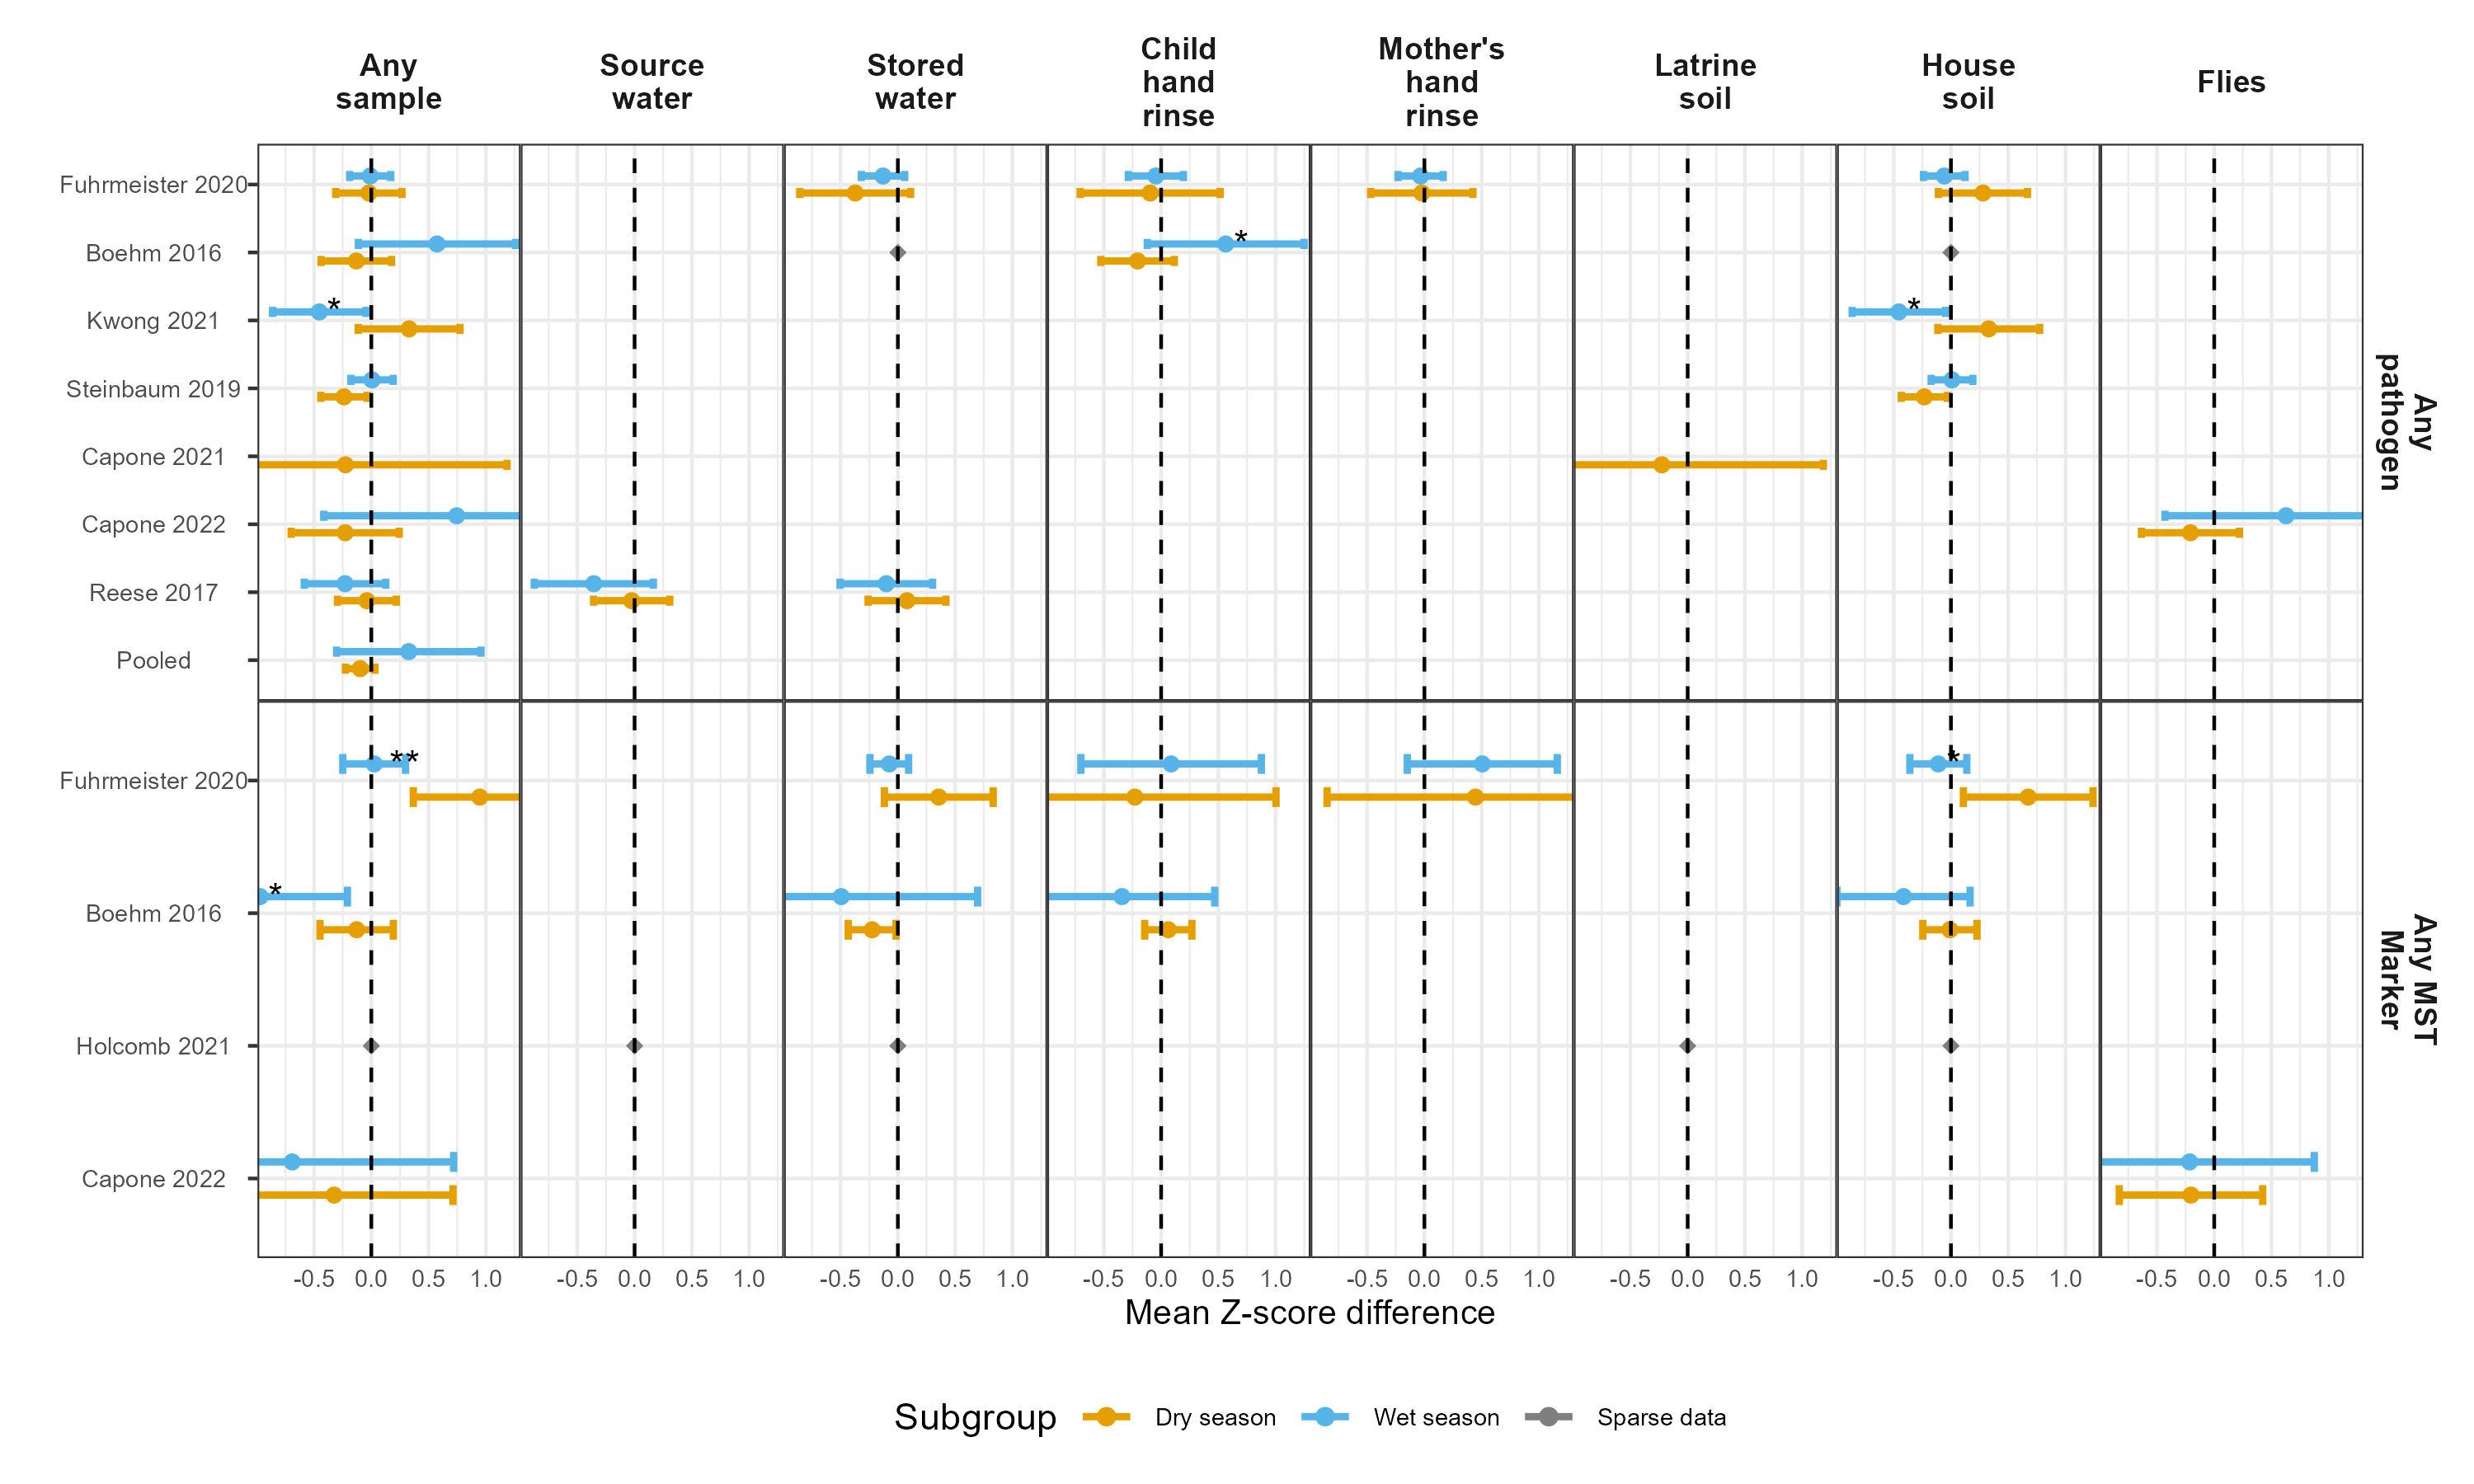 Any
sample
Source
water
Stored
water
Child
hand
rinse
Mother's
hand
rinse
Latrine
soil
House
soil
Flies
Fuhrmeister 2020
Boehm 2016
*
Kwong 2021
*
*
Steinbaum 2019
Capone 2021
Capone 2022
Reese 2017
Pooled
Any
pathogen
Fuhrmeister 2020
**
*
Boehm 2016
*
Holcomb 2021
Capone 2022
Any MST
Marker
-0.5 0.0 0.5 1.0 -0.5 0.0 0.5 1.0 -0.5 0.0 0.5 1.0 -0.5 0.0 0.5 1.0 -0.5 0.0 0.5 1.0 -0.5 0.0 0.5 1.0 -0.5 0.0 0.5 1.0 -0.5 0.0 0.5 1.0
Mean Z-score difference
Subgroup Dry season Wet season Sparse data